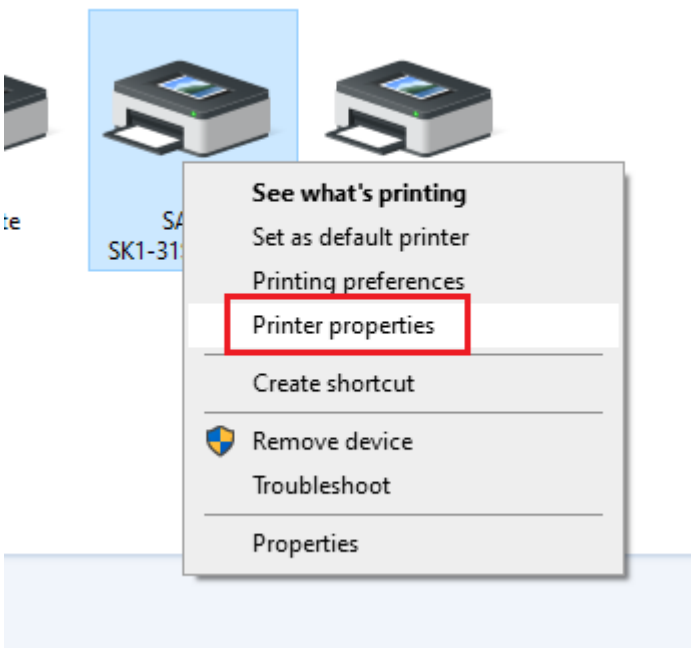 See what's printing
te
SA
Set as default printer
SK1-31
Printing preferences
Printer properties
Create shortcut
Remove device
Troubleshoot
Properties